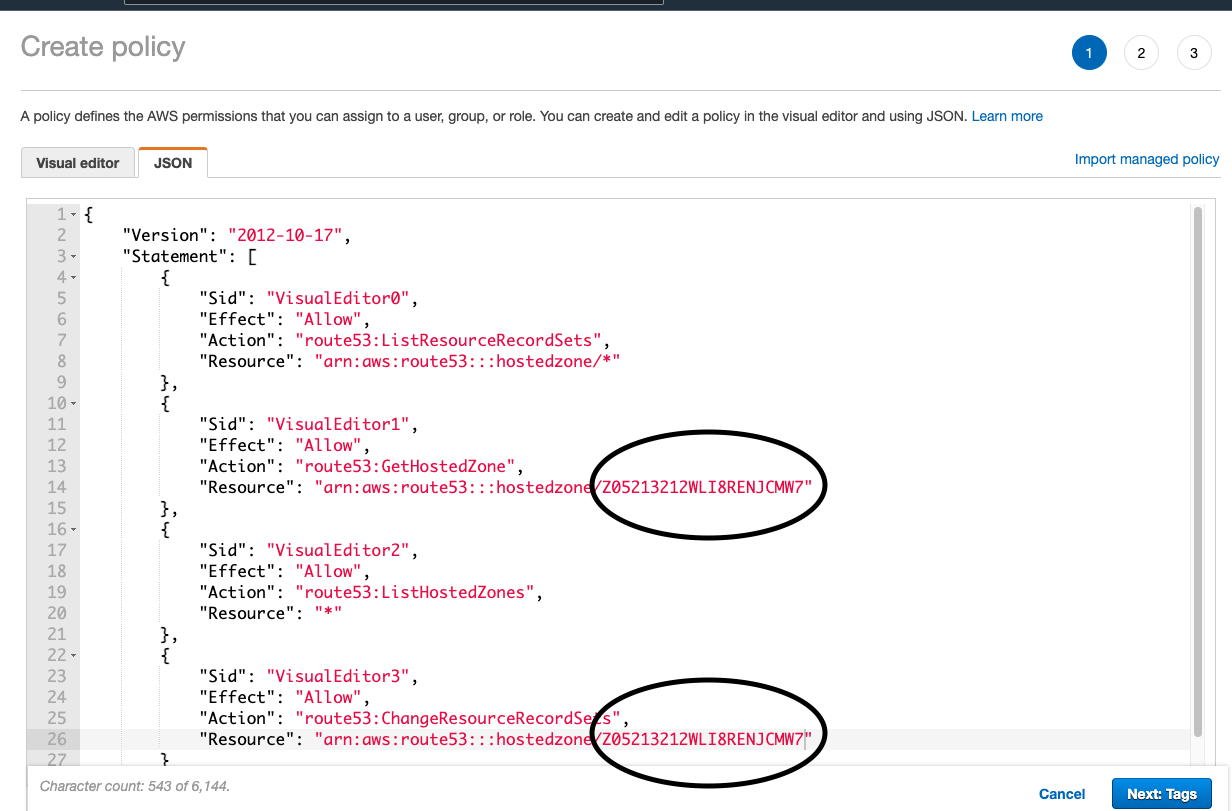 Create policy
1 2 3
A policy defines the AWS permissions that you can assign to a user, group, or role. You can create and edit a policy in the visual editor and using JSON. Learn more
Visual editor JSON Import managed policy
1 {
2 "Version": "2012-10-17",
3 "Statement": [
4 {
5 "Sid": "VisualEditor0",
6 "Effect": "Allow",
7 "Action": "route53:ListResourceRecordSets",
8 "Resource": "arn:aws:route53:::hostedzone/*"
9 },
10 {
11 "Sid": "VisualEditor1",
12 "Effect": "Allow",
13 "Action": "route53:GetHostedZone",
14 "Resource": "arn:aws:route53:::hostedzone/Z05213212WLI8RENJCMW7"
15 },
16 {
17 "Sid": "VisualEditor2",
18 "Effect": "Allow",
19 "Action": "route53:ListHostedZones",
20 "Resource": "*"
21 },
22 {
23 "Sid": "VisualEditor3",
24 "Effect": "Allow",
25 "Action": "route53:ChangeResourceRecordSets",
26 "Resource": "arn:aws:route53:::hostedzone/Z05213212WLI8RENJCMW7"
27 }
Character count: 543 of 6,144.
Cancel Next: Tags